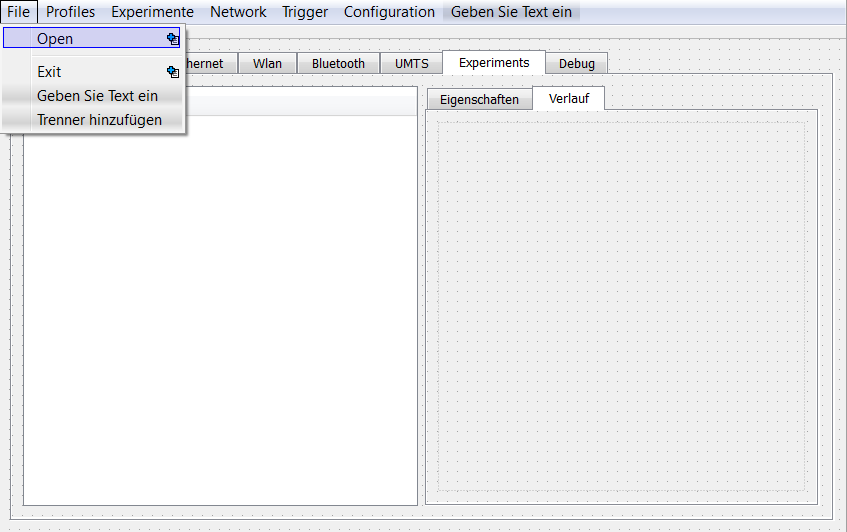 File Profiles Experimente Network Trigger Configuration Geben Sie Text ein
Open
Exit
Geben Sie Text ein
Trenner hinzufügen
Wlan Bluetooth UMTS Experiments Debug
Eigenschaften Verlauf